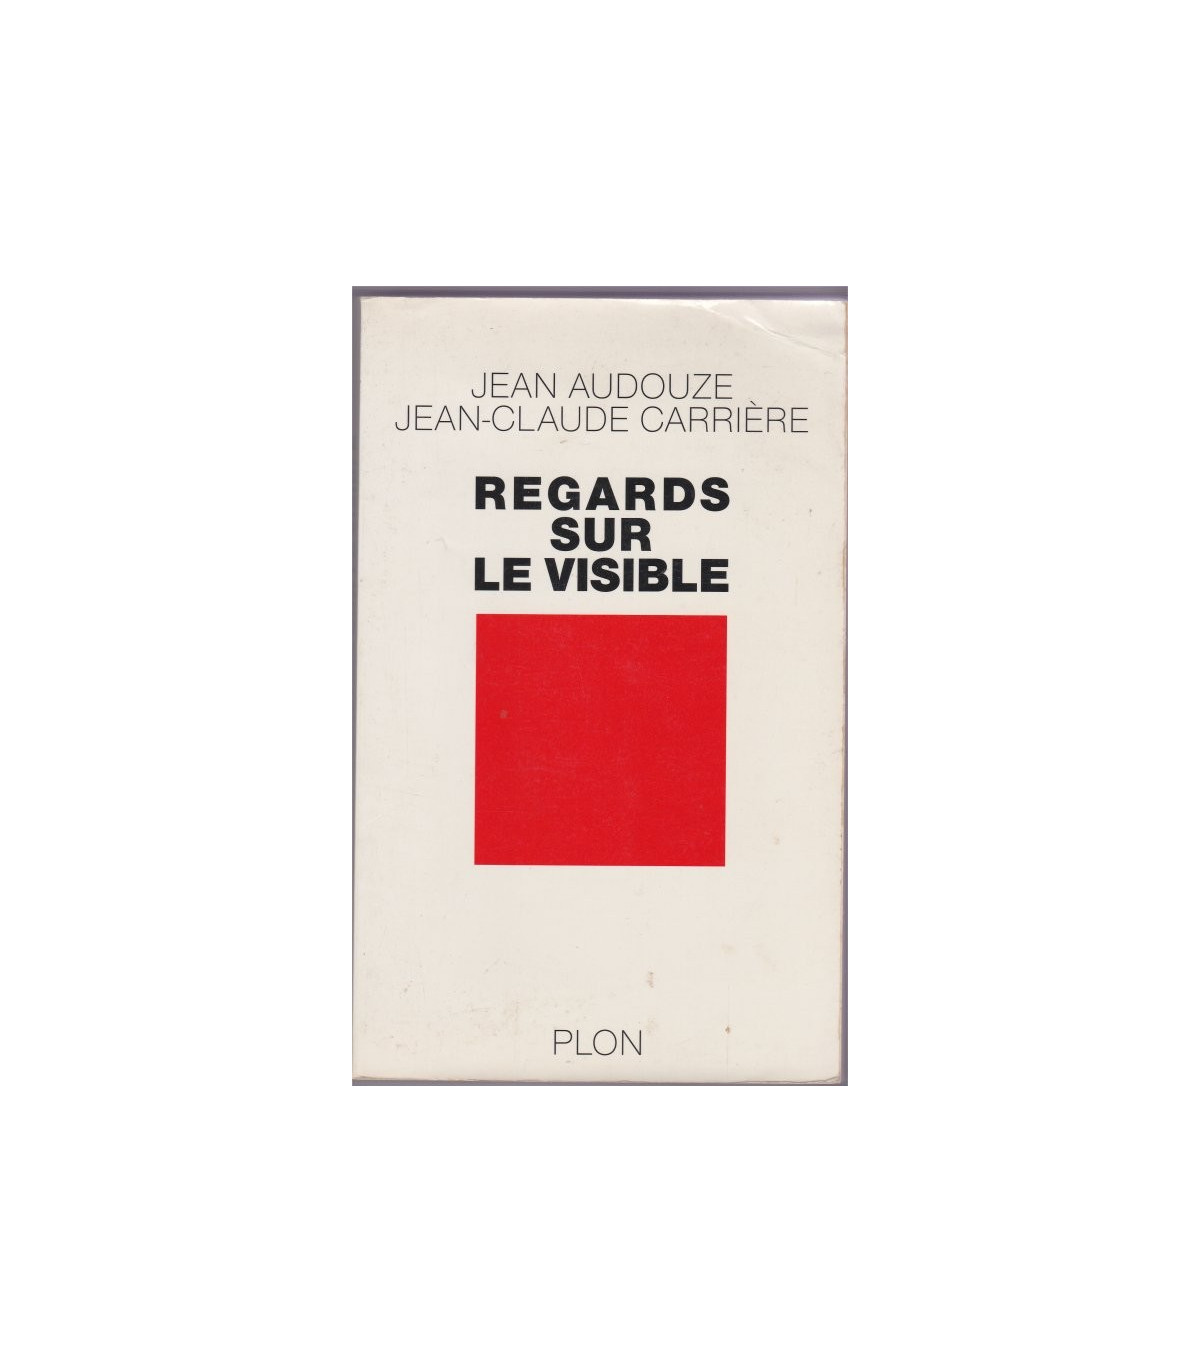 JEAN AUDOUZE
JEAN-CLAUDE CARRIÈRE
REGARDS
SUR
LE VISIBLE
PLON